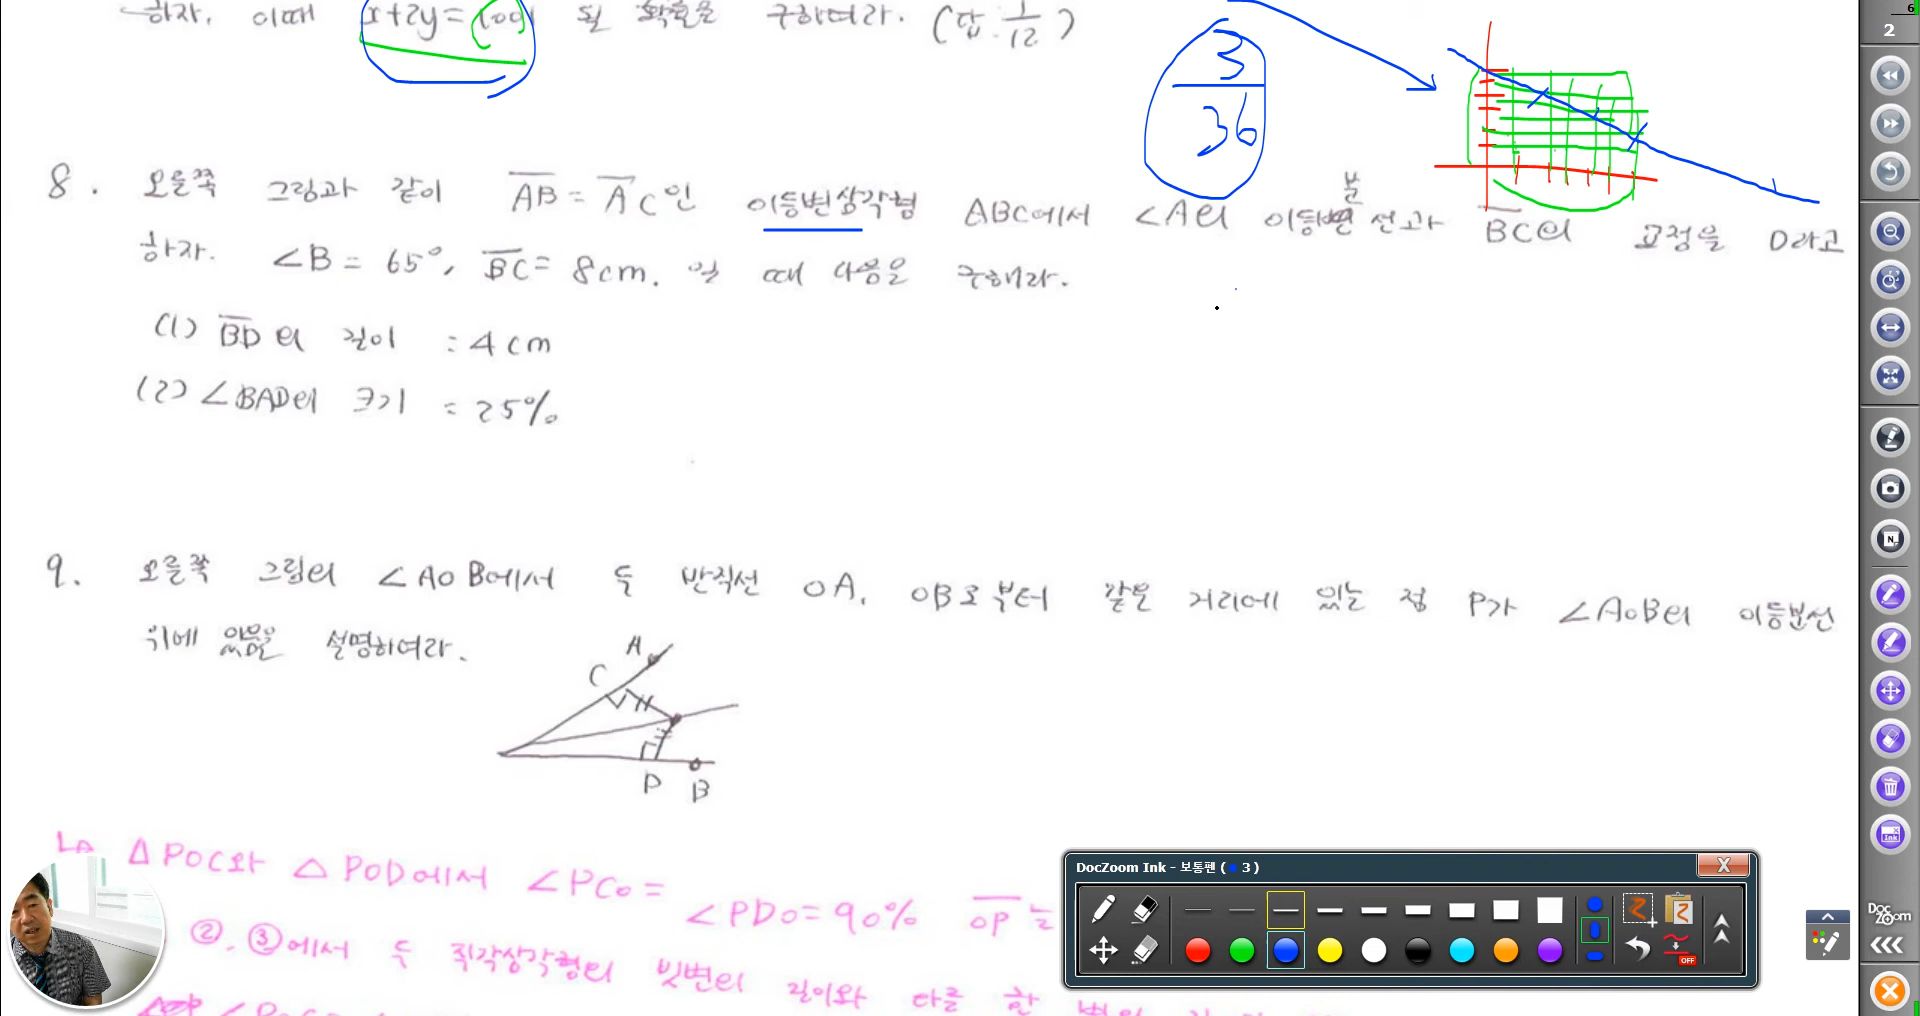 하자. 이때 x+2y=10이 될 확률을 구하여라. (답: 1/12)
3/36
8. 오른쪽 그림과 같이 AB=AC인 이등변삼각형 ABC에서 ∠A의 이등분선과 BC의 교점을 D라고
하자. ∠B = 65°, BC = 8cm. 일 때 다음을 구해라.
(1) BD의 길이 : 4cm
(2) ∠BAD의 크기 = 25%
9. 오른쪽 그림의 ∠AOB에서 두 반직선 OA, OB로부터 같은 거리에 있는 점 P가 ∠AOB의 이등분선
위에 있음을 설명하여라.
A
C
D
B
△POC와 △POD에서 ∠PCO = ∠PDO = 90% OP는
②, ③에서 두 직각삼각형의 빗변의 길이와 다른 한 변의
DocZoom Ink - 보통펜 ( 3 )
X
OFF
6
2
N
Ink
DocZoom